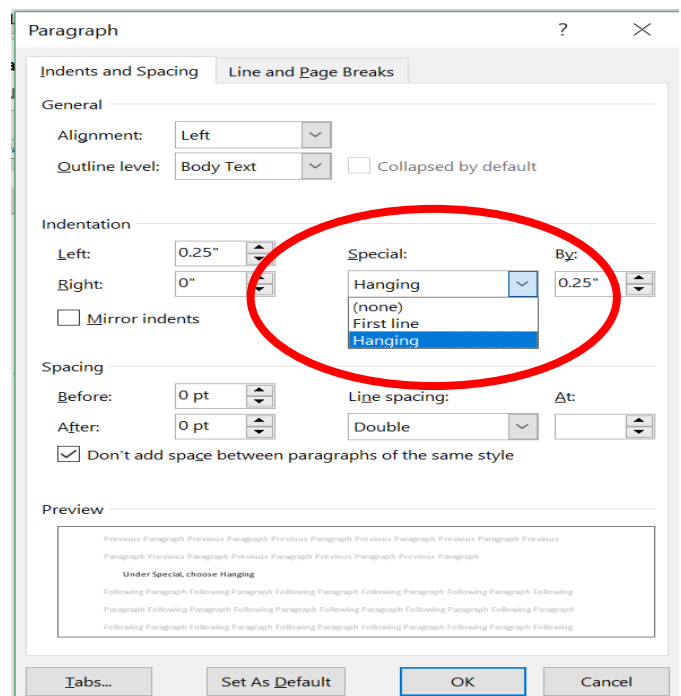 Paragraph ?
Indents and Spacing Line and Page Breaks
General
Alignment: Left
Outline level: Body Text Collapsed by default
Indentation
Left: 0.25" Special: By:
Right: 0" Hanging 0.25"
(none)
Mirror indents First line
Hanging
Spacing
Before: 0 pt Line spacing: At:
After: 0 pt Double
Don't add space between paragraphs of the same style
Preview
Previous Paragraph Previous Paragraph Previous Paragraph Previous Paragraph Previous Paragraph Previous
Paragraph Previous Paragraph Previous Paragraph Previous Paragraph Previous Paragraph
Under Special, choose Hanging
Following Paragraph Following Paragraph Following Paragraph Following Paragraph Following Paragraph Following
Paragraph Following Paragraph Following Paragraph Following Paragraph Following Paragraph Following Paragraph
Following Paragraph Following Paragraph Following Paragraph Following Paragraph Following Paragraph Following
Tabs... Set As Default OK Cancel